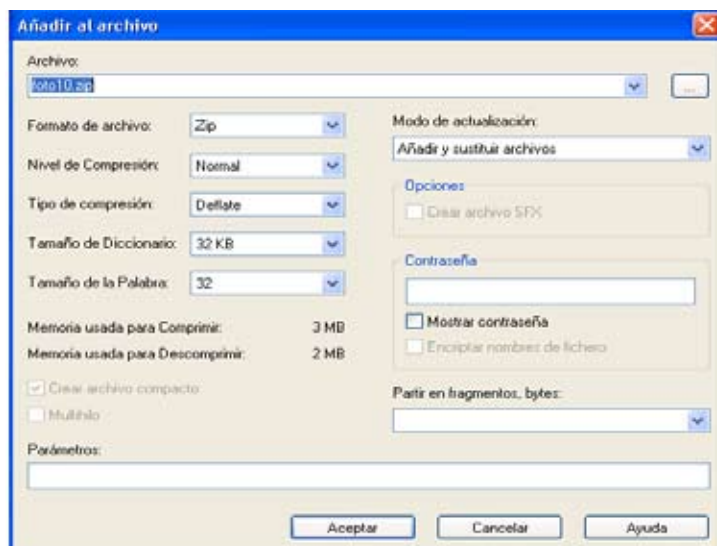 Añadir al archivo
Archivo:
foto10.zip
...
Formato de archivo: Zip
Nivel de Compresión: Normal
Tipo de compresión: Deflate
Tamaño de Diccionario: 32 KB
Tamaño de la Palabra: 32
Memoria usada para Comprimir: 3 MB
Memoria usada para Descomprimir: 2 MB
Crear archivo compacto
Multihilo
Modo de actualización:
Añadir y sustituir archivos
Opciones
Crear archivo SFX
Contraseña
Mostrar contraseña
Encriptar nombres de fichero
Partir en fragmentos, bytes:
Parámetros:
Aceptar Cancelar Ayuda